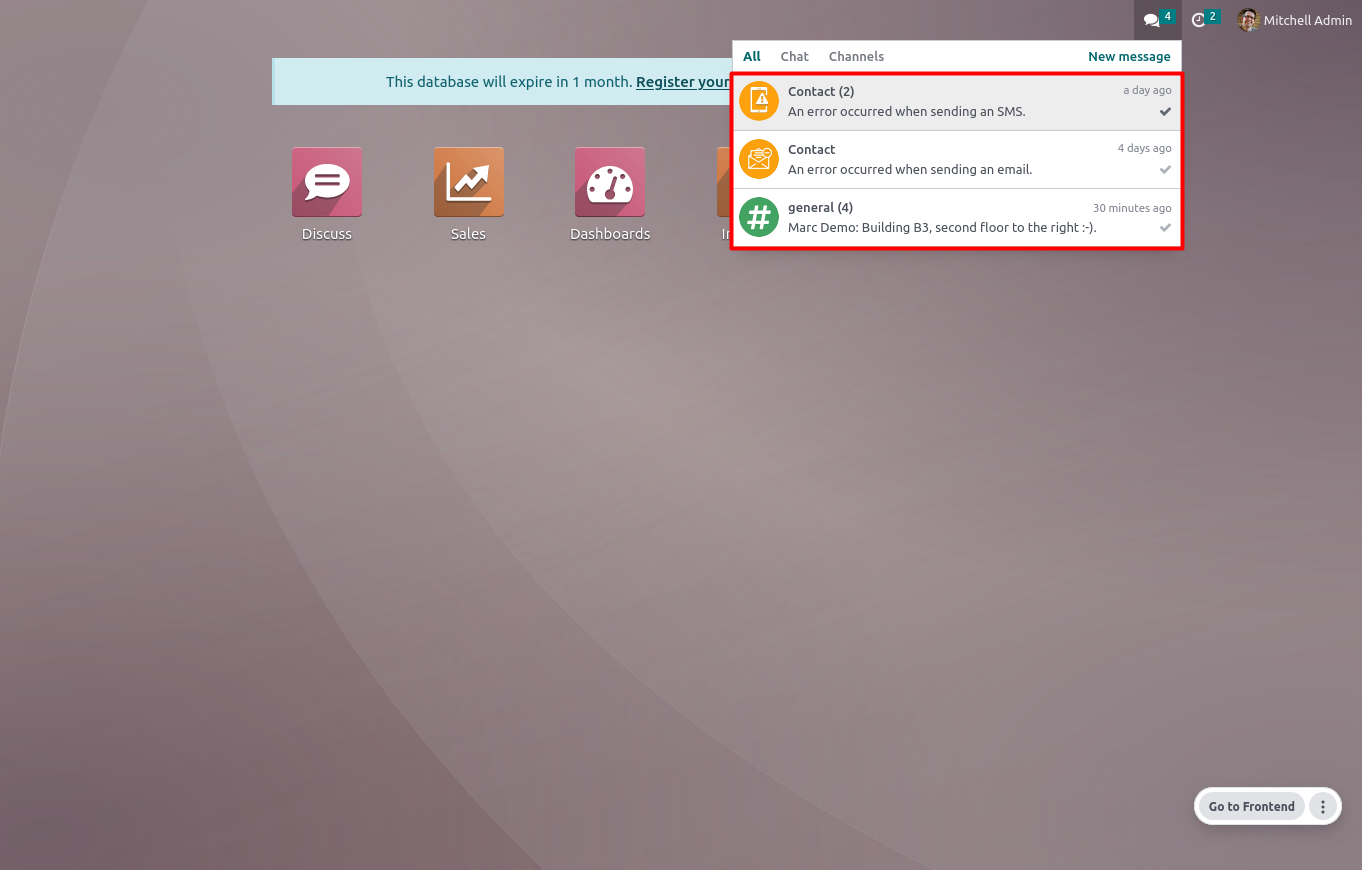 4
2
Mitchell Admin
All Chat Channels New message
This database will expire in 1 month. Register your
Contact (2) a day ago
An error occurred when sending an SMS.
Contact 4 days ago
An error occurred when sending an email.
general (4) 30 minutes ago
Marc Demo: Building B3, second floor to the right :-).
Discuss Sales Dashboards
Go to Frontend